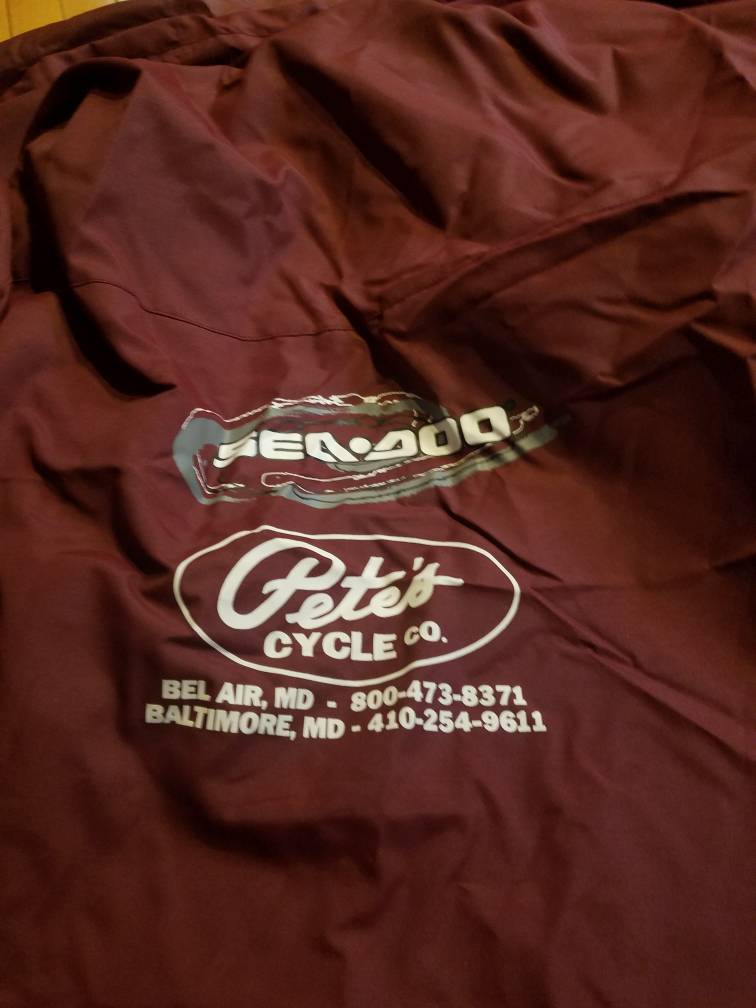 SEA-DOO
Pete's
CYCLE CO.
BEL AIR, MD - 800-473-8371
BALTIMORE, MD - 410-254-9611